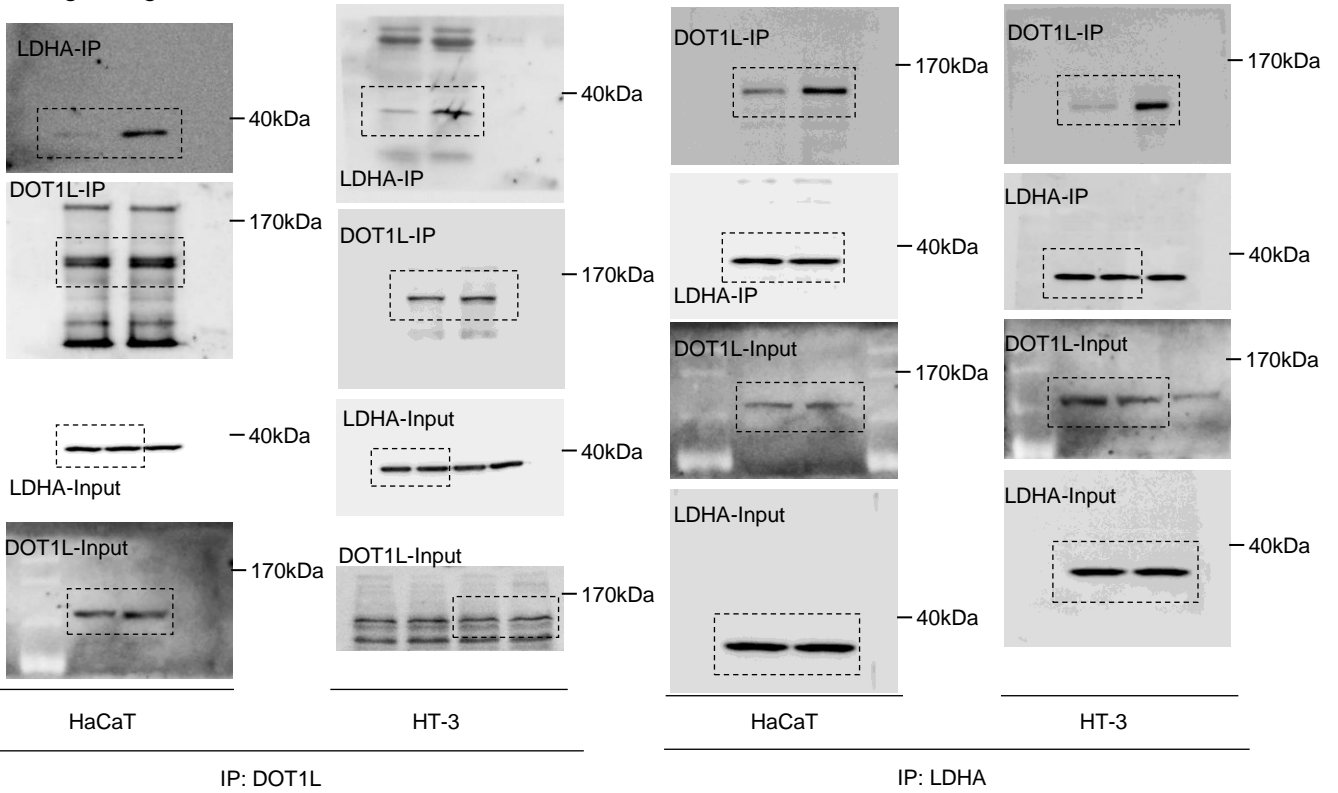 LDHA-IP
40kDa
DOT1L-IP
170kDa
40kDa
LDHA-Input
DOT1L-Input
170kDa
HaCaT
40kDa
LDHA-IP
DOT1L-IP
170kDa
LDHA-Input
40kDa
DOT1L-Input
170kDa
HT-3
IP: DOT1L
DOT1L-IP
170kDa
40kDa
LDHA-IP
DOT1L-Input
170kDa
LDHA-Input
40kDa
HaCaT
DOT1L-IP
170kDa
LDHA-IP
40kDa
DOT1L-Input
170kDa
LDHA-Input
40kDa
HT-3
IP: LDHA